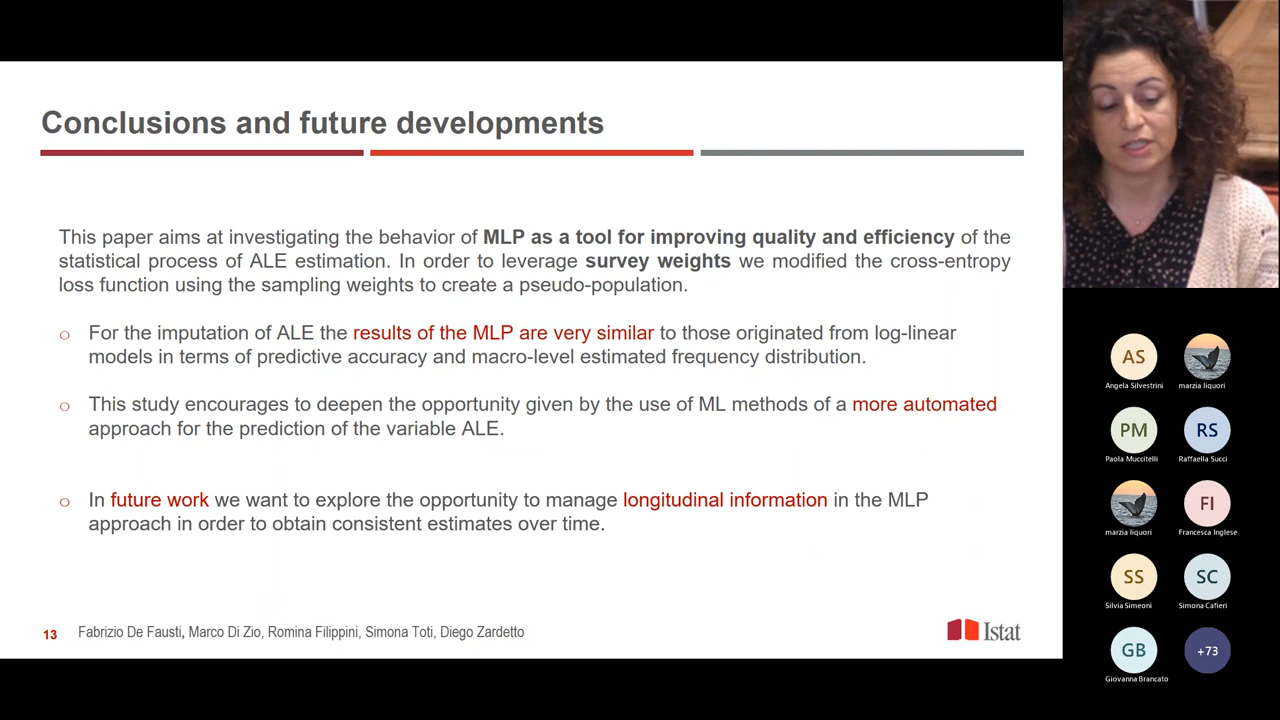 Conclusions and future developments
This paper aims at investigating the behavior of MLP as a tool for improving quality and efficiency of the
statistical process of ALE estimation. In order to leverage survey weights we modified the cross-entropy
loss function using the sampling weights to create a pseudo-population.
o For the imputation of ALE the results of the MLP are very similar to those originated from log-linear
models in terms of predictive accuracy and macro-level estimated frequency distribution.
o This study encourages to deepen the opportunity given by the use of ML methods of a more automated
approach for the prediction of the variable ALE.
o In future work we want to explore the opportunity to manage longitudinal information in the MLP
approach in order to obtain consistent estimates over time.
13 Fabrizio De Fausti, Marco Di Zio, Romina Filippini, Simona Toti, Diego Zardetto
Istat
AS
Angela Silvestrini
marzia liquori
PM
Paola Muccitelli
RS
Raffaella Succi
marzia liquori
FI
Francesca Inglese
SS
Silvia Simeoni
SC
Simona Cafieri
GB
Giovanna Brancato
+73